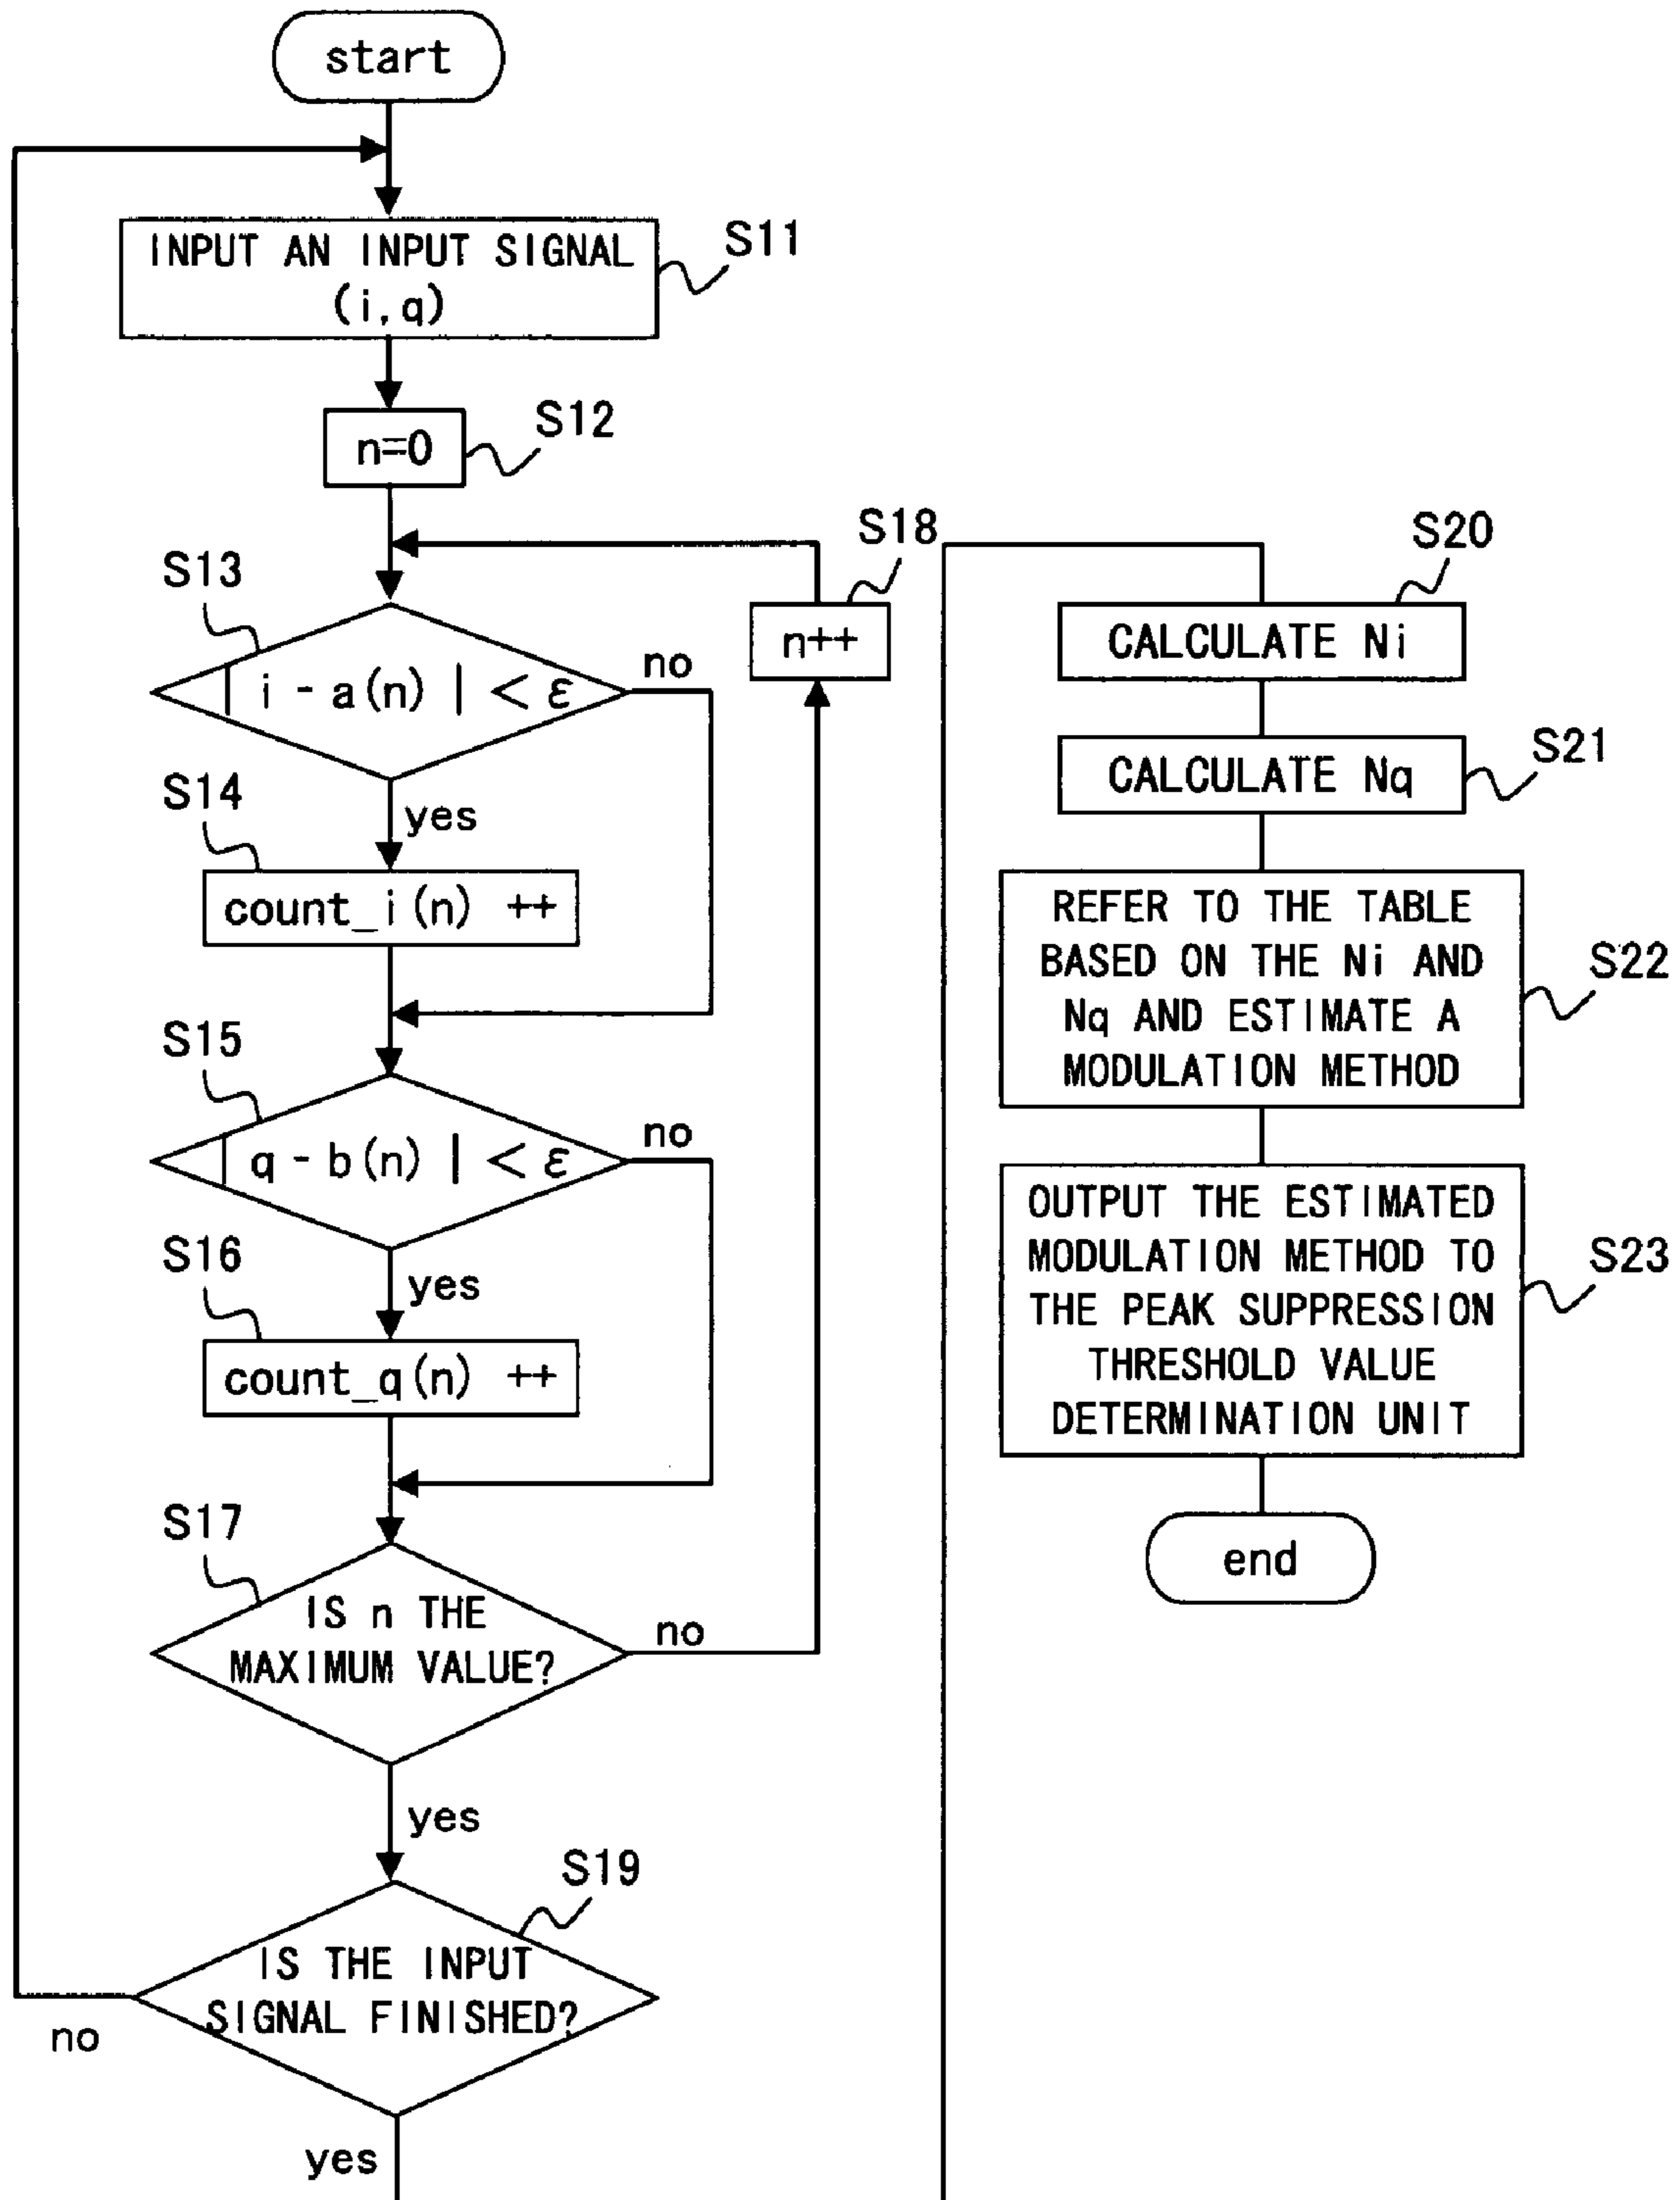 start
INPUT AN INPUT SIGNAL
(i,q)
S11
n=0
S12
S13
| i - a(n) | < ε
no
S18
n++
S14
yes
count_i(n) ++
S15
| q - b(n) | < ε
no
S16
yes
count_q(n) ++
S17
IS n THE
MAXIMUM VALUE?
no
yes
S19
IS THE INPUT
SIGNAL FINISHED?
no
yes
S20
CALCULATE Ni
CALCULATE Nq
S21
REFER TO THE TABLE
BASED ON THE Ni AND
Nq AND ESTIMATE A
MODULATION METHOD
S22
OUTPUT THE ESTIMATED
MODULATION METHOD TO
THE PEAK SUPPRESSION
THRESHOLD VALUE
DETERMINATION UNIT
S23
end